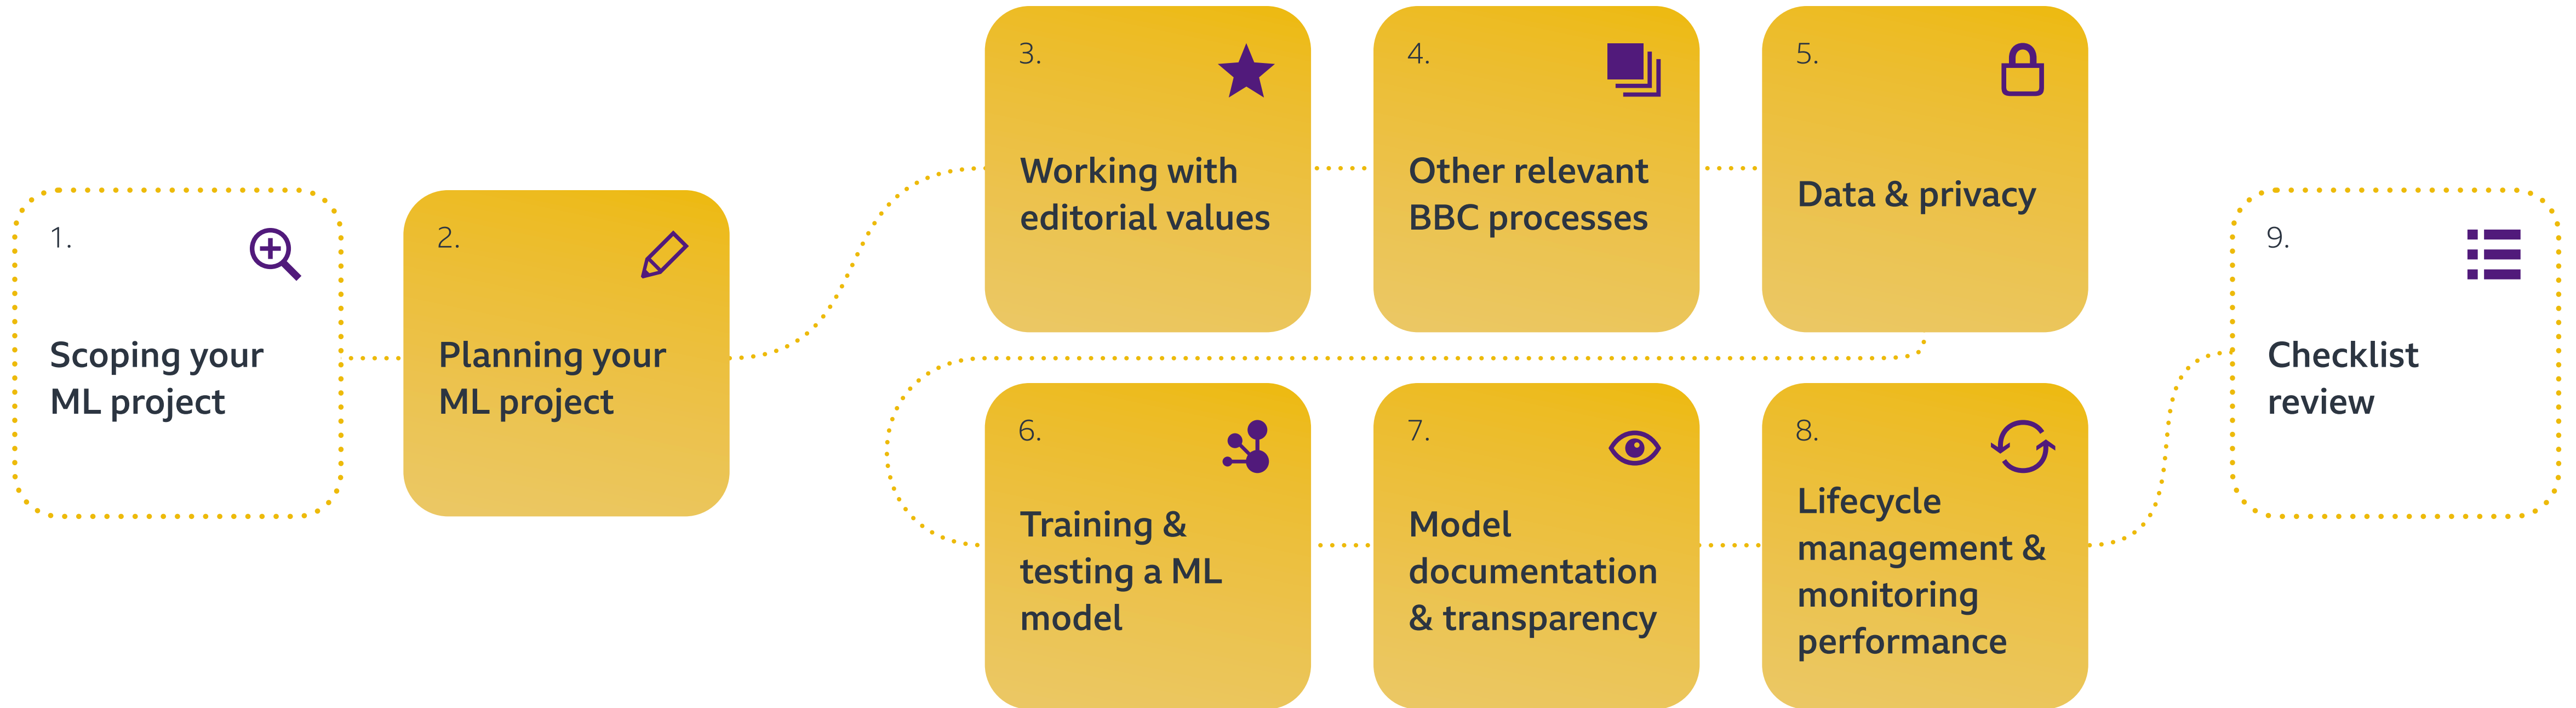 1.
Scoping your
ML project
2.
Planning your
ML project
3.
Working with
editorial values
4.
Other relevant
BBC processes
5.
Data & privacy
6.
Training &
testing a ML
model
7.
Model
documentation
& transparency
8.
Lifecycle
management &
monitoring
performance
9.
Checklist
review